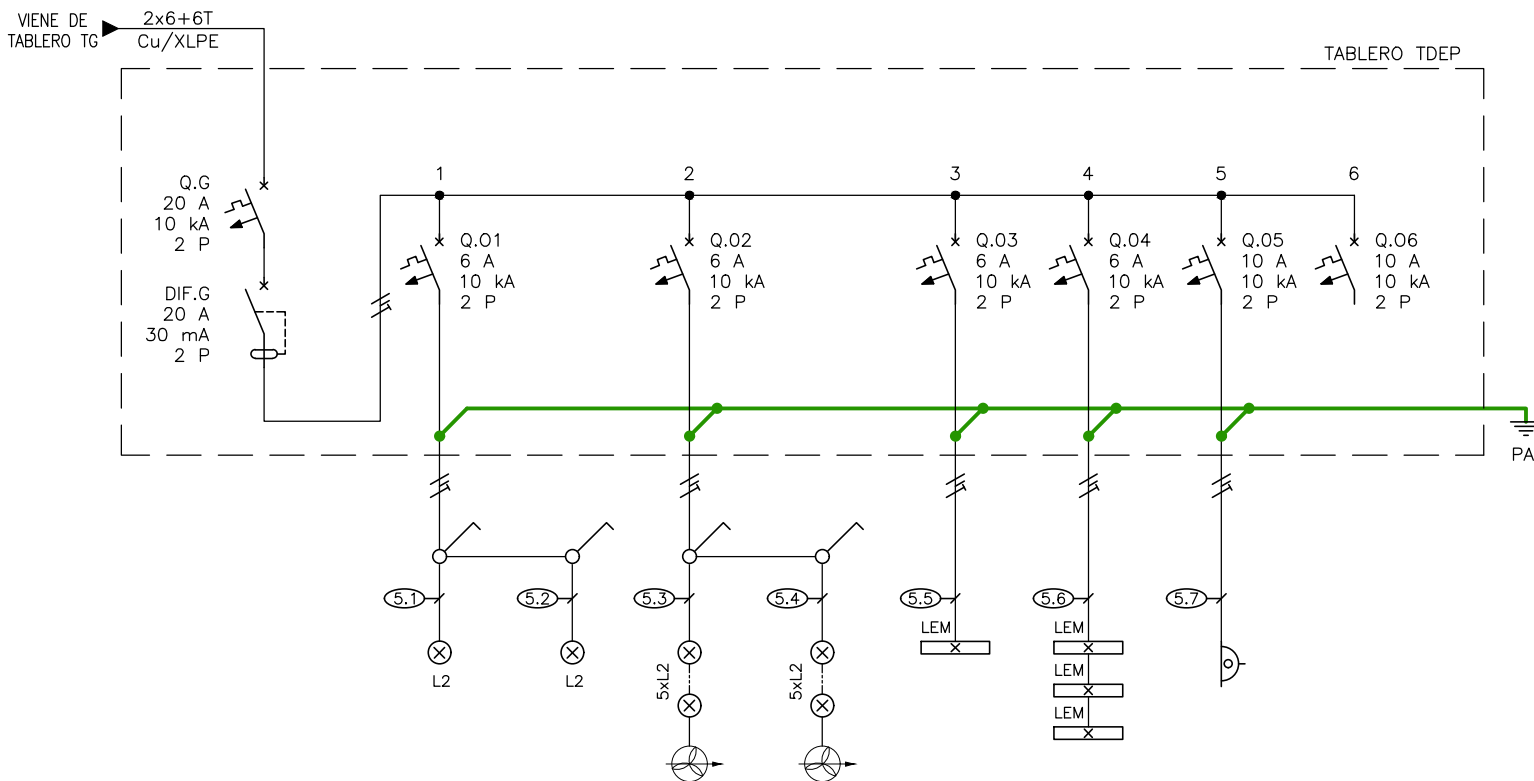 VIENE DE
TABLERO TG
2x6+6T
Cu/XLPE
TABLERO TDEP
Q.G
20 A
10 kA
2 P
DIF.G
20 A
30 mA
2 P
1
2
3
4
5
6
Q.01
6 A
10 kA
2 P
Q.02
6 A
10 kA
2 P
Q.03
6 A
10 kA
2 P
Q.04
6 A
10 kA
2 P
Q.05
10 A
10 kA
2 P
Q.06
10 A
10 kA
2 P
PA
5.1
5.2
5.3
5.4
5.5
5.6
5.7
L2
L2
5xL2
5xL2
LEM
LEM
LEM
LEM